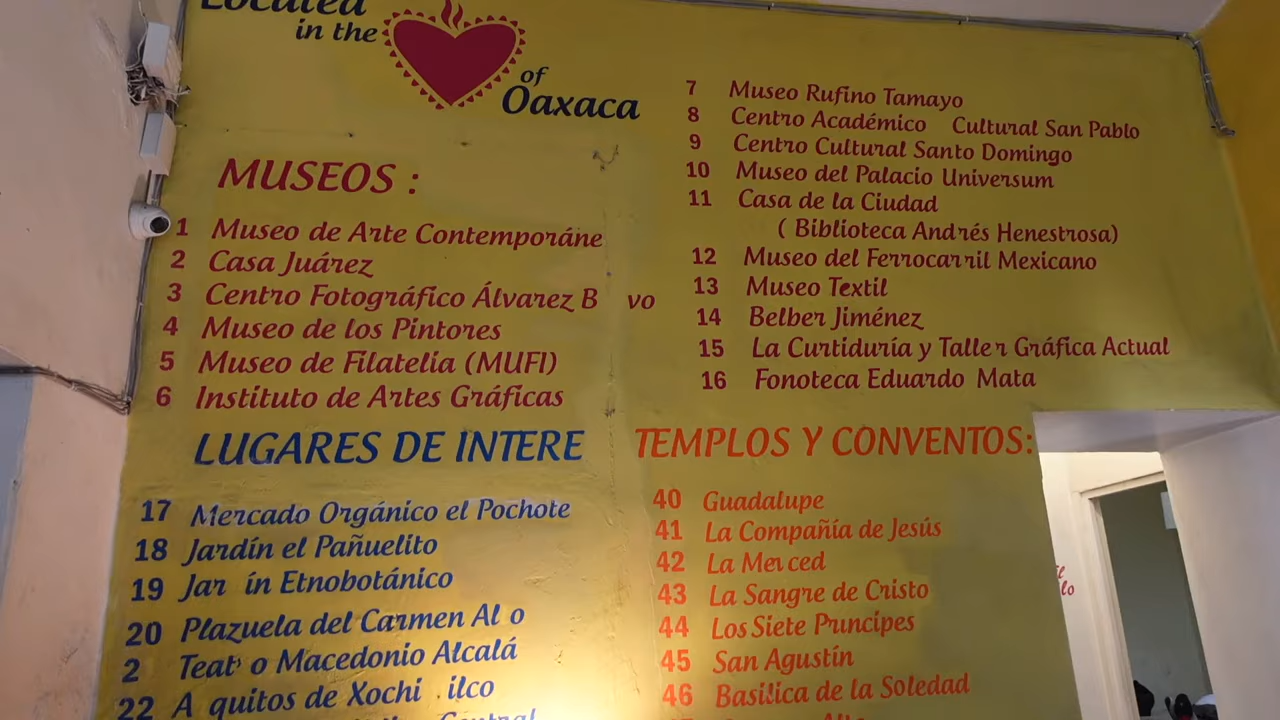 Located
in the
of
Oaxaca
MUSEOS :
1 Museo de Arte Contemporáne
2 Casa Juárez
3 Centro Fotográfico Álvarez B vo
4 Museo de los Pintores
5 Museo de Filatelía (MUFI)
6 Instituto de Artes Gráficas
7 Museo Rufino Tamayo
8 Centro Académico Cultural San Pablo
9 Centro Cultural Santo Domingo
10 Museo del Palacio Universum
11 Casa de la Ciudad
( Biblioteca Andrés Henestrosa)
12 Museo del Ferrocarril Mexicano
13 Museo Textil
14 Belber Jiménez
15 La Curtiduría y Taller Gráfica Actual
16 Fonoteca Eduardo Mata
LUGARES DE INTERE
17 Mercado Orgánico el Pochote
18 Jardín el Pañuelito
19 Jar ín Etnobotánico
20 Plazuela del Carmen Al o
2 Teat o Macedonio Alcalá
22 A quitos de Xochi ilco
Central
TEMPLOS Y CONVENTOS:
40 Guadalupe
41 La Compañía de Jesús
42 La Merced
43 La Sangre de Cristo
44 Los Siete Príncipes
45 San Agustín
46 Basílica de la Soledad